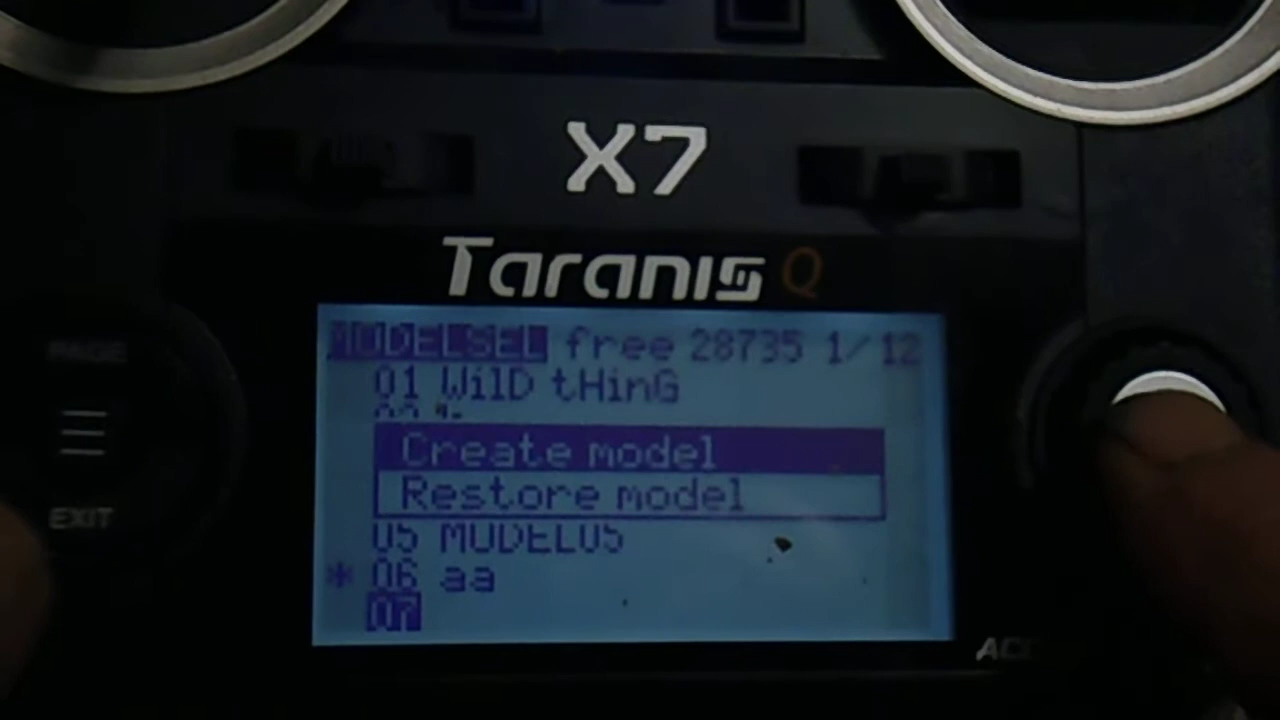 X7
Taranis Q
MODELSEL free 28735 1/12
01 WilD tHinG
Create model
Restore model
05 MODEL05
* 06 aa
07
PAGE
EXIT